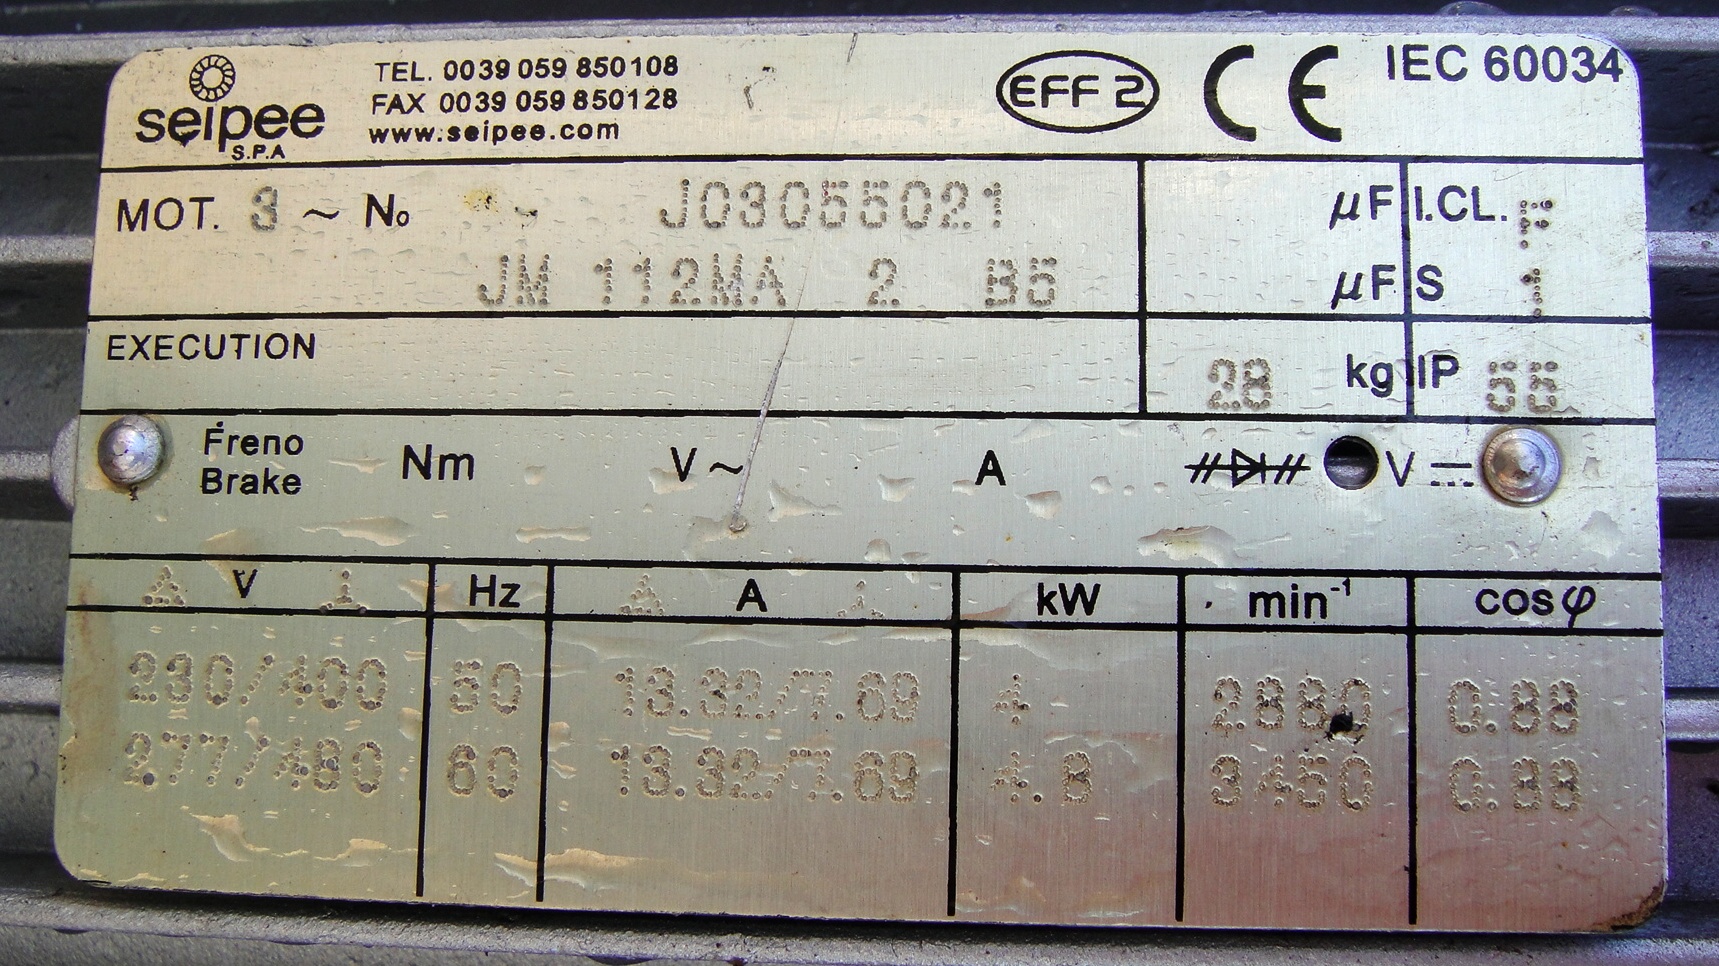 seipee
S.P.A
TEL. 0039 059 850108
FAX 0039 059 850128
www.seipee.com
EFF 2
CE
IEC 60034
MOT. 3 ~ No J03055021
JM 112MA 2 B5
µF
µF
I.CL. F
S 1
EXECUTION
28 kg
IP 55
Freno
Brake
Nm
V~
A
V
△ V Hz △ A kW min⁻¹ cosφ
230/400 50 13.32/7.69 4 2880 0.88
277/480 60 13.32/7.69 4.8 3450 0.88